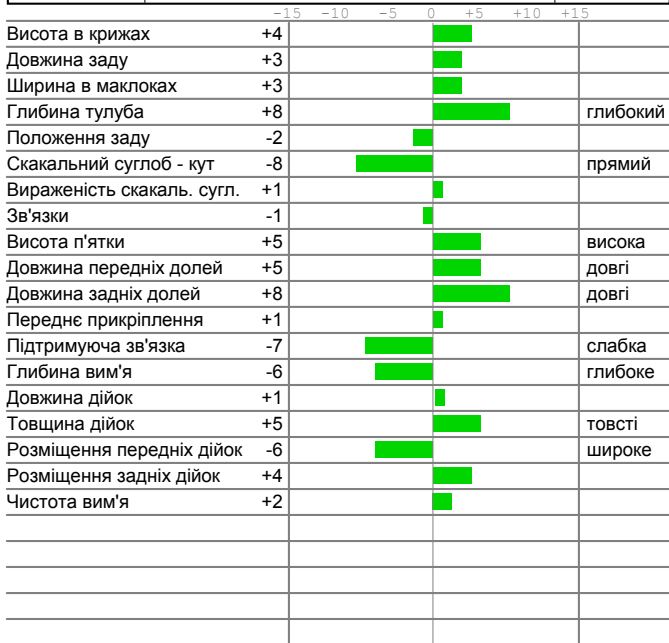 -15 -10 -5 0 +5 +10 +15
Висота в крижах +4
Довжина заду +3
Ширина в маклоках +3
Глибина тулуба +8 глибокий
Положення заду -2
Скакальний суглоб - кут -8 прямий
Вираженість скакаль. сугл. +1
Зв'язки -1
Висота п'ятки +5 висока
Довжина передніх долей +5 довгі
Довжина задніх долей +8 довгі
Переднє прикріплення +1
Підтримуюча зв'язка -7 слабка
Глибина вим'я -6 глибоке
Довжина дійок +1
Товщина дійок +5 товсті
Розміщення передніх дійок -6 широке
Розміщення задніх дійок +4
Чистота вим'я +2